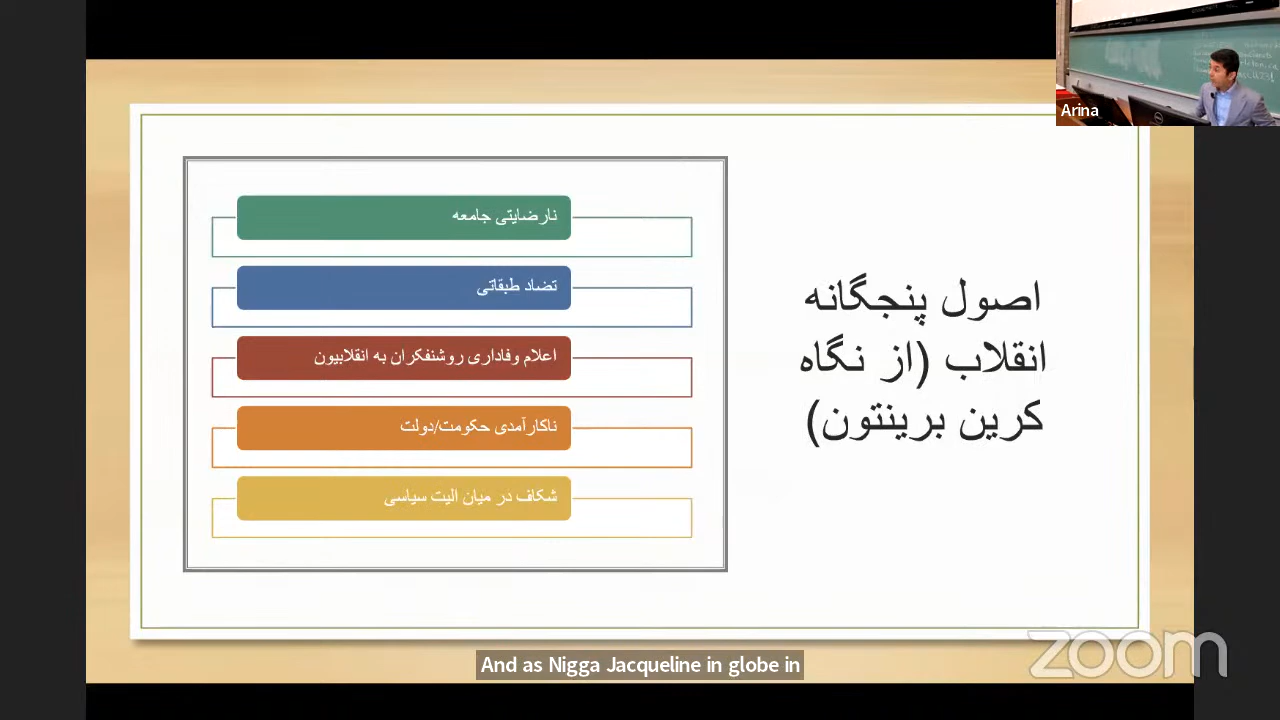 اصول پنجگانه
انقلاب (از نگاه
کرین برینتون)
نارضایتی جامعه
تضاد طبقاتی
اعلام وفاداری روشنفکران به انقلابیون
ناکارآمدی حکومت/دولت
شکاف در میان الیت سیاسی
Arina
And as Nigga Jacqueline in globe in
zoom